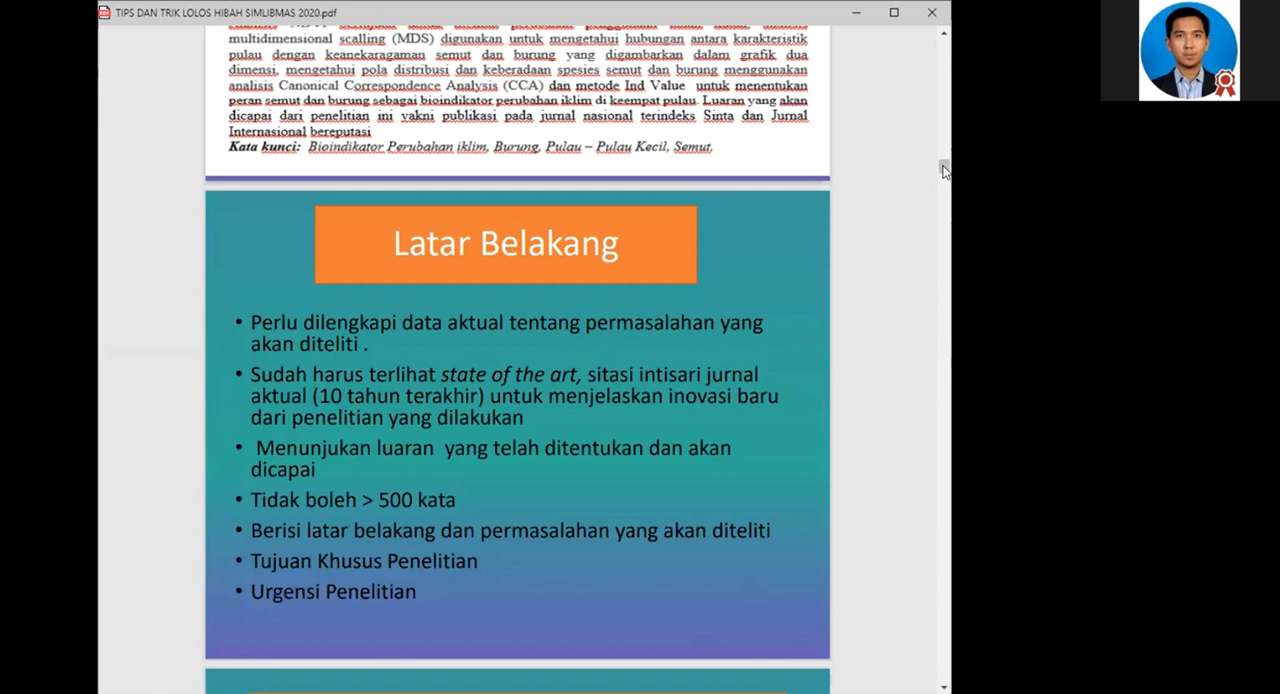 TIPS DAN TRIK LOLOS HIBAH SIMLIBMAS 2020.pdf
multidimensional scalling (MDS) digunakan untuk mengetahui hubungan antara karakteristik
pulau dengan keanekaragaman semut dan burung yang digambarkan dalam grafik dua
dimensi, mengetahui pola distribusi dan keberadaan spesies semut dan burung menggunakan
analisis Canonical Correspondence Analysis (CCA) dan metode Ind Value untuk menentukan
peran semut dan burung sebagai bioindikator perubahan iklim di keempat pulau. Luaran yang akan
dicapai dari penelitian ini yakni publikasi pada jurnal nasional terindeks Sinta dan Jurnal
Internasional bereputasi
Kata kunci: Bioindikator Perubahan iklim, Burung, Pulau – Pulau Kecil, Semut,
Latar Belakang
• Perlu dilengkapi data aktual tentang permasalahan yang
akan diteliti .
• Sudah harus terlihat state of the art, sitasi intisari jurnal
aktual (10 tahun terakhir) untuk menjelaskan inovasi baru
dari penelitian yang dilakukan
• Menunjukan luaran yang telah ditentukan dan akan
dicapai
• Tidak boleh > 500 kata
• Berisi latar belakang dan permasalahan yang akan diteliti
• Tujuan Khusus Penelitian
• Urgensi Penelitian